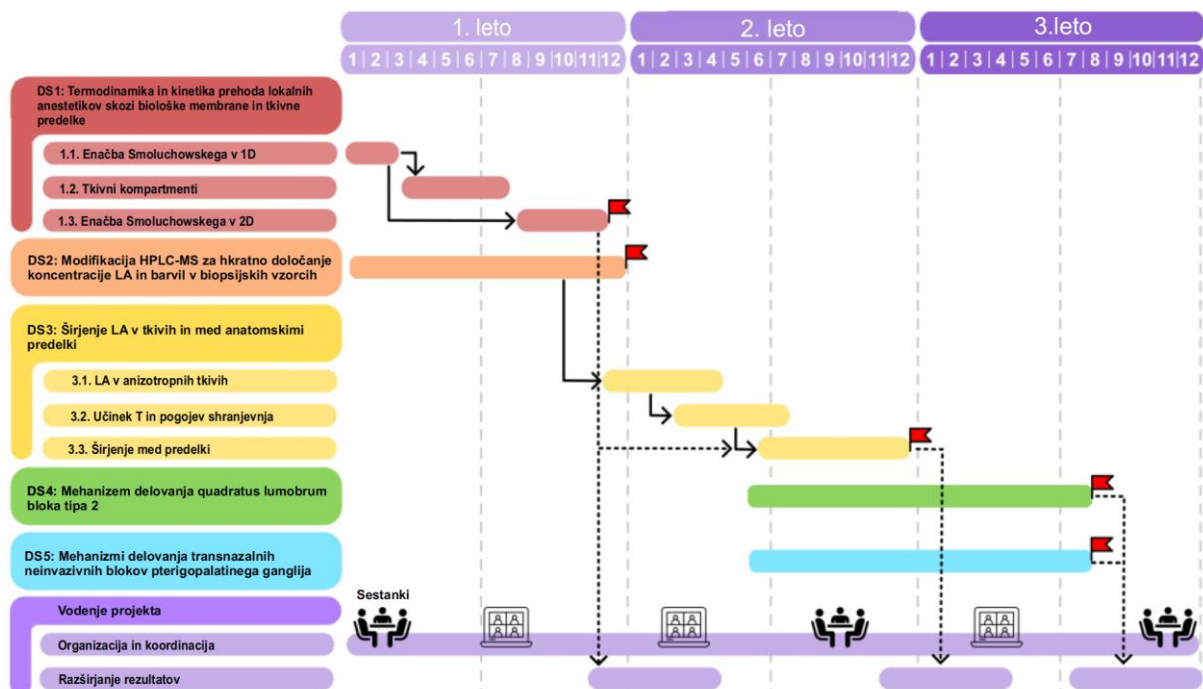 1. leto 2. leto 3.leto
1 | 2 | 3 | 4 | 5 | 6 | 7 | 8 | 9 |10|11|12 1 | 2 | 3 | 4 | 5 | 6 | 7 | 8 | 9 |10|11|12 1 | 2 | 3 | 4 | 5 | 6 | 7 | 8 | 9 |10|11|12
DS1: Termodinamika in kinetika prehoda lokalnih
anestetikov skozi biološke membrane in tkivne
predelke
1.1. Enačba Smoluchowskega v 1D
1.2. Tkivni kompartmenti
1.3. Enačba Smoluchowskega v 2D
DS2: Modifikacija HPLC-MS za hkratno določanje
koncentracije LA in barvil v biopsijskih vzorcih
DS3: Širjenje LA v tkivih in med anatomskimi
predelki
3.1. LA v anizotropnih tkivih
3.2. Učinek T in pogojev shranjevnja
3.3. Širjenje med predelki
DS4: Mehanizem delovanja quadratus lumobrum
bloka tipa 2
DS5: Mehanizmi delovanja transnazalnih
neinvazivnih blokov pterigopalatinega ganglija
Sestanki
Vodenje projekta
Organizacija in koordinacija
Razširjanje rezultatov